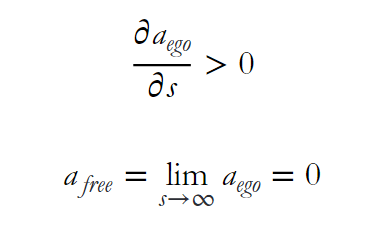 ∂a_ego / ∂s > 0
a_free = lim_{s→∞} a_ego = 0